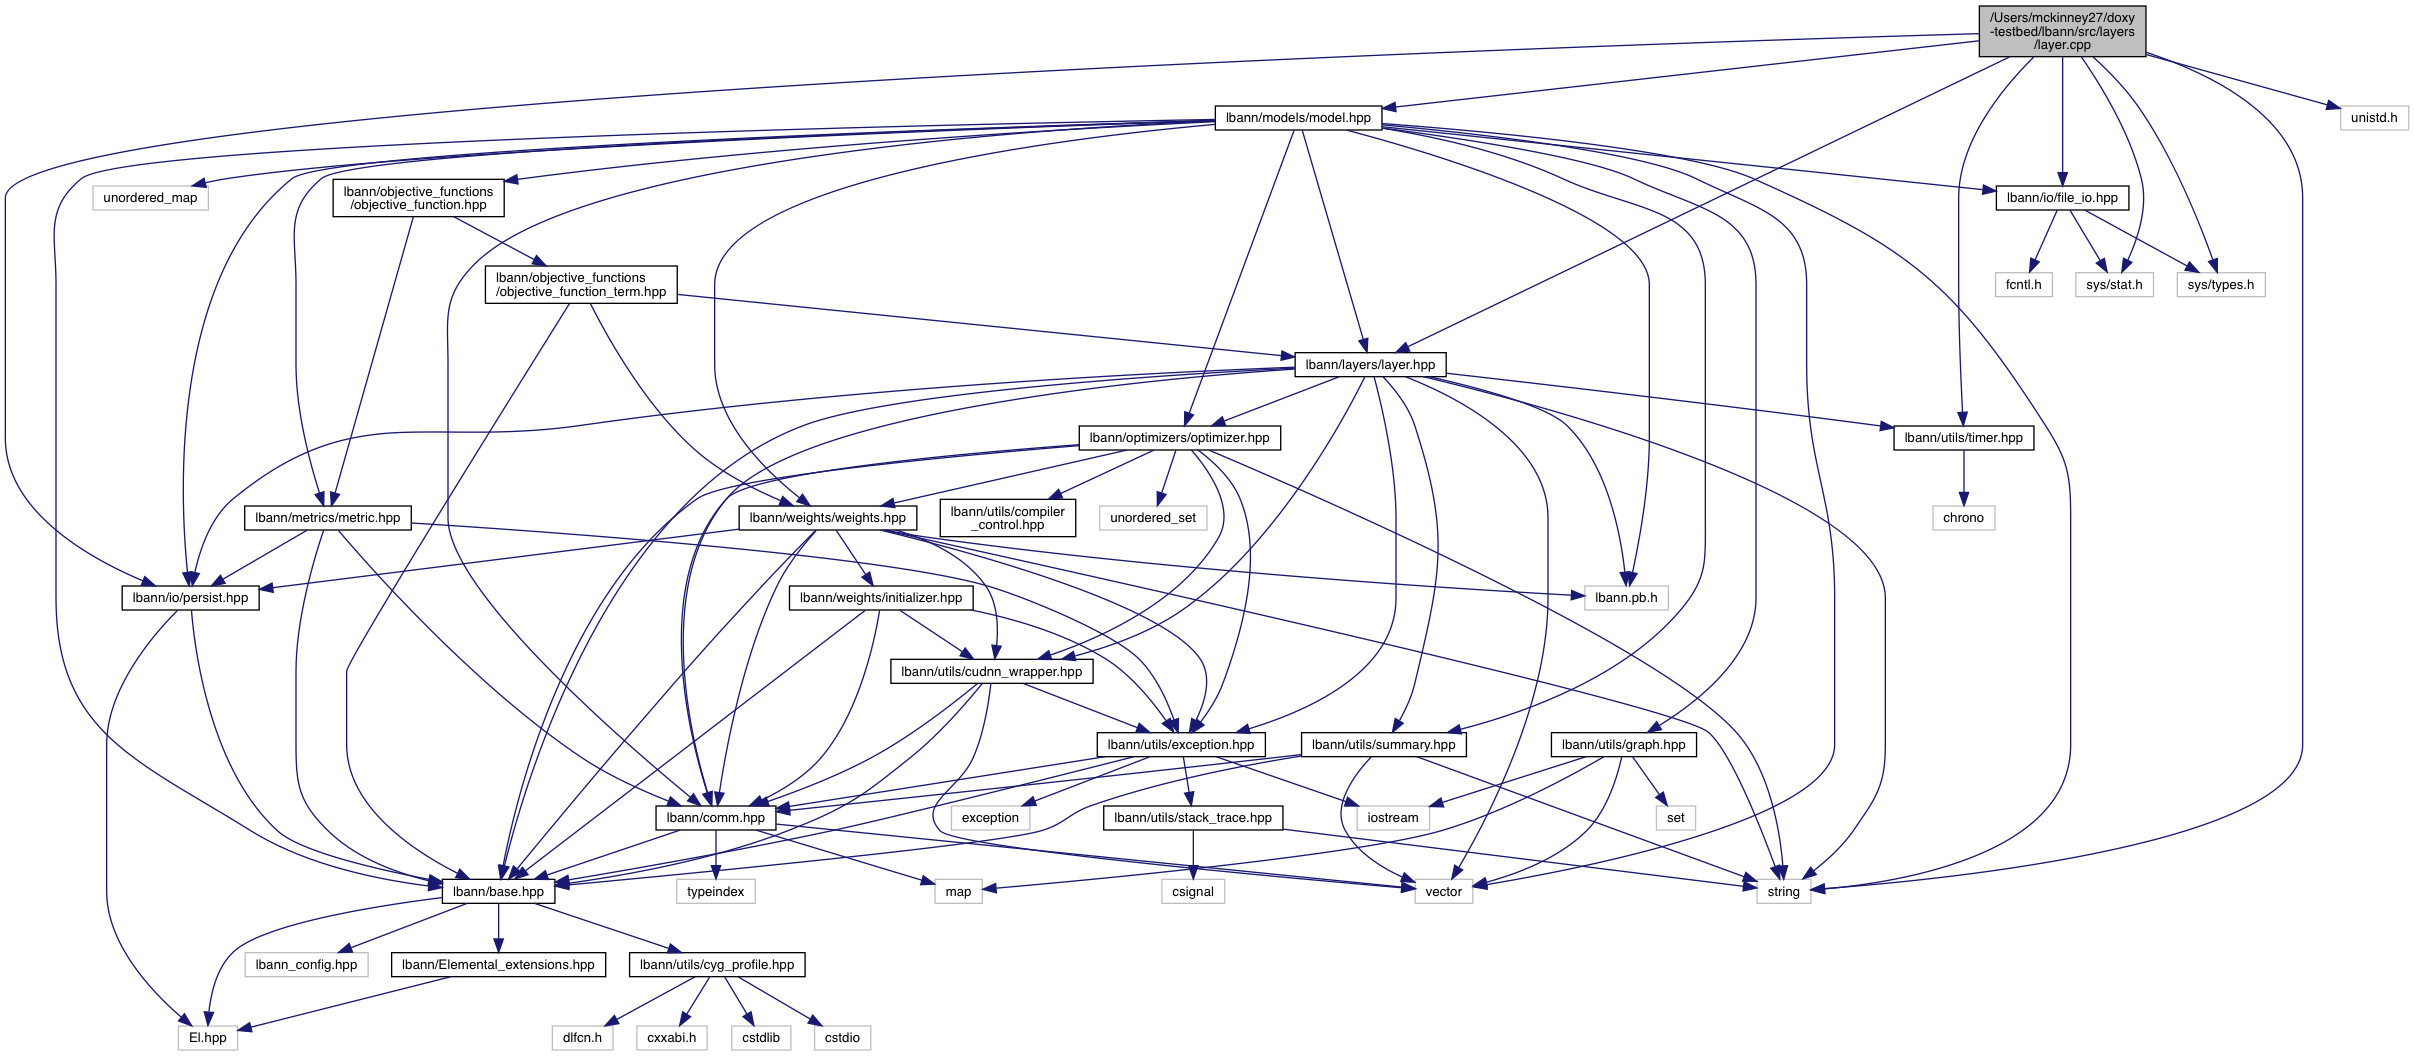 /Users/mckinney27/doxy
-testbed/lbann/src/layers
/layer.cpp
lbann/models/model.hpp
unistd.h
unordered_map
lbann/objective_functions
/objective_function.hpp
lbann/io/file_io.hpp
lbann/objective_functions
/objective_function_term.hpp
fcntl.h
sys/stat.h
sys/types.h
lbann/layers/layer.hpp
lbann/optimizers/optimizer.hpp
lbann/utils/timer.hpp
lbann/metrics/metric.hpp
lbann/weights/weights.hpp
lbann/utils/compiler
_control.hpp
unordered_set
chrono
lbann/io/persist.hpp
lbann/weights/initializer.hpp
lbann.pb.h
lbann/utils/cudnn_wrapper.hpp
lbann/utils/exception.hpp
lbann/utils/summary.hpp
lbann/utils/graph.hpp
lbann/comm.hpp
exception
lbann/utils/stack_trace.hpp
iostream
set
lbann/base.hpp
typeindex
map
csignal
vector
string
lbann_config.hpp
lbann/Elemental_extensions.hpp
lbann/utils/cyg_profile.hpp
El.hpp
dlfcn.h
cxxabi.h
cstdlib
cstdio